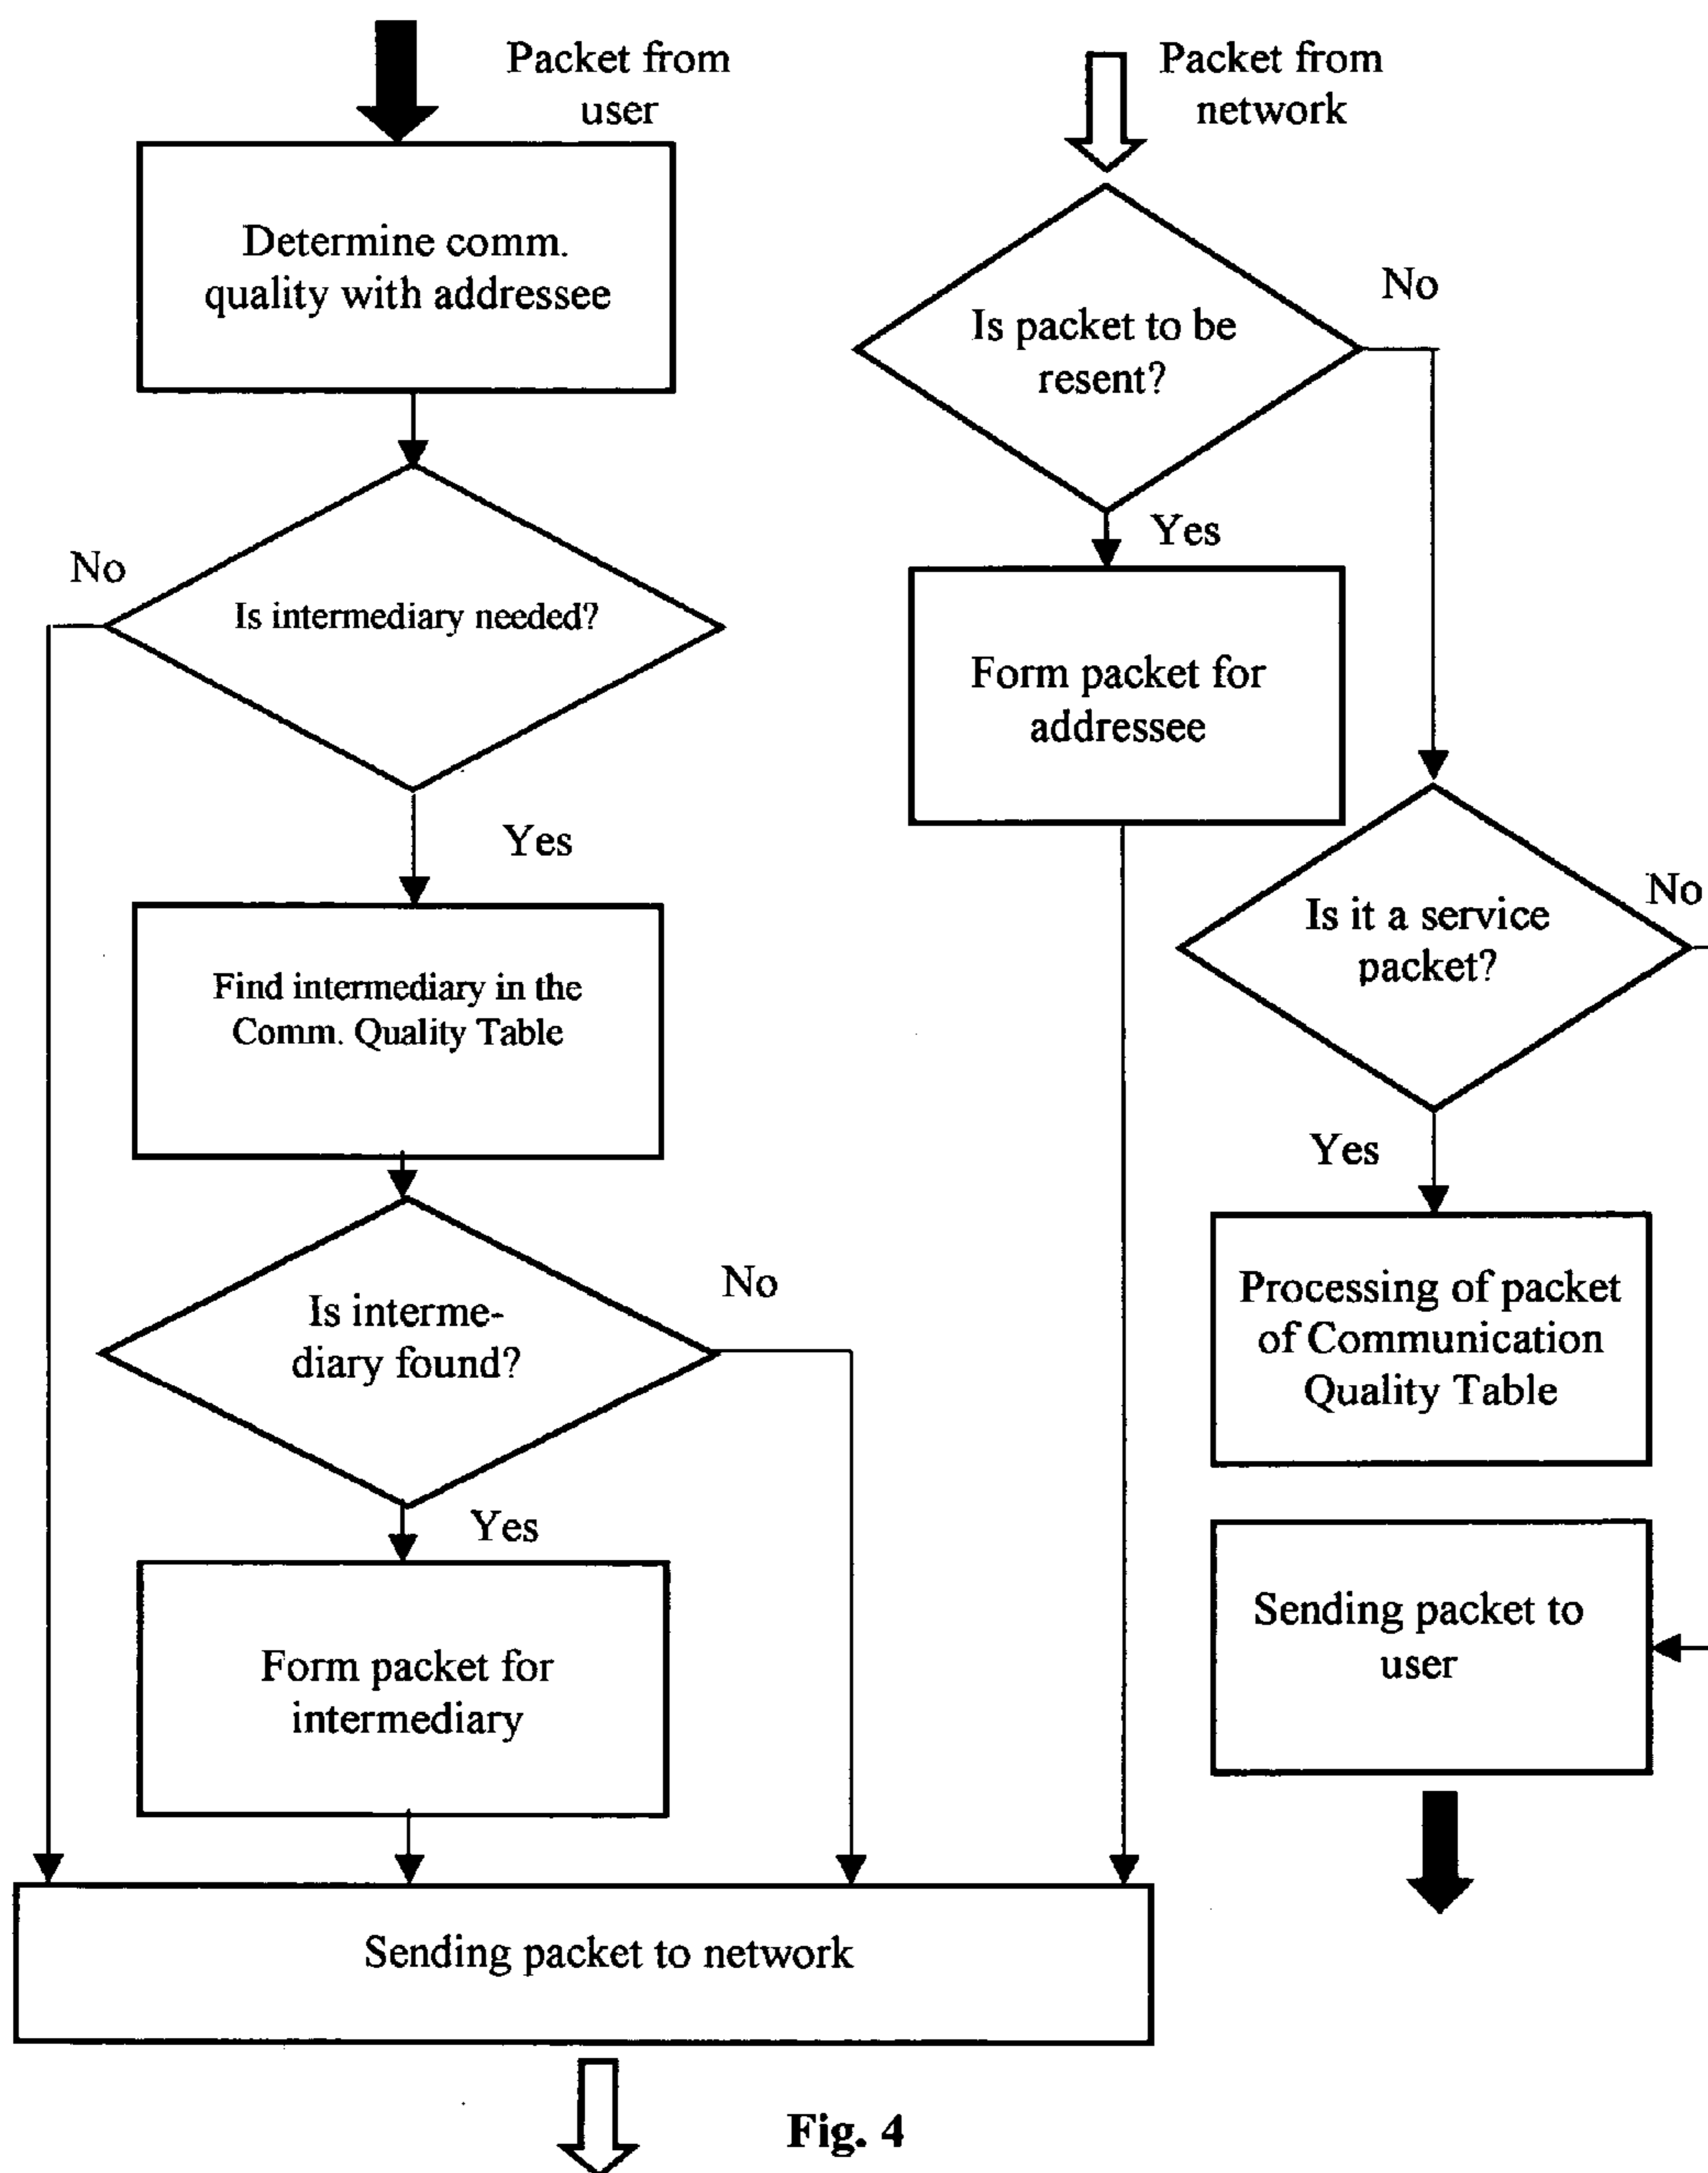 Packet from
user
Determine comm.
quality with addressee
No
Is intermediary needed?
Yes
Find intermediary in the
Comm. Quality Table
Is interme-
diary found?
No
Yes
Form packet for
intermediary
Packet from
network
Is packet to be
resent?
No
Yes
Form packet for
addressee
Is it a service
packet?
No
Yes
Processing of packet
of Communication
Quality Table
Sending packet to
user
Sending packet to network
Fig. 4